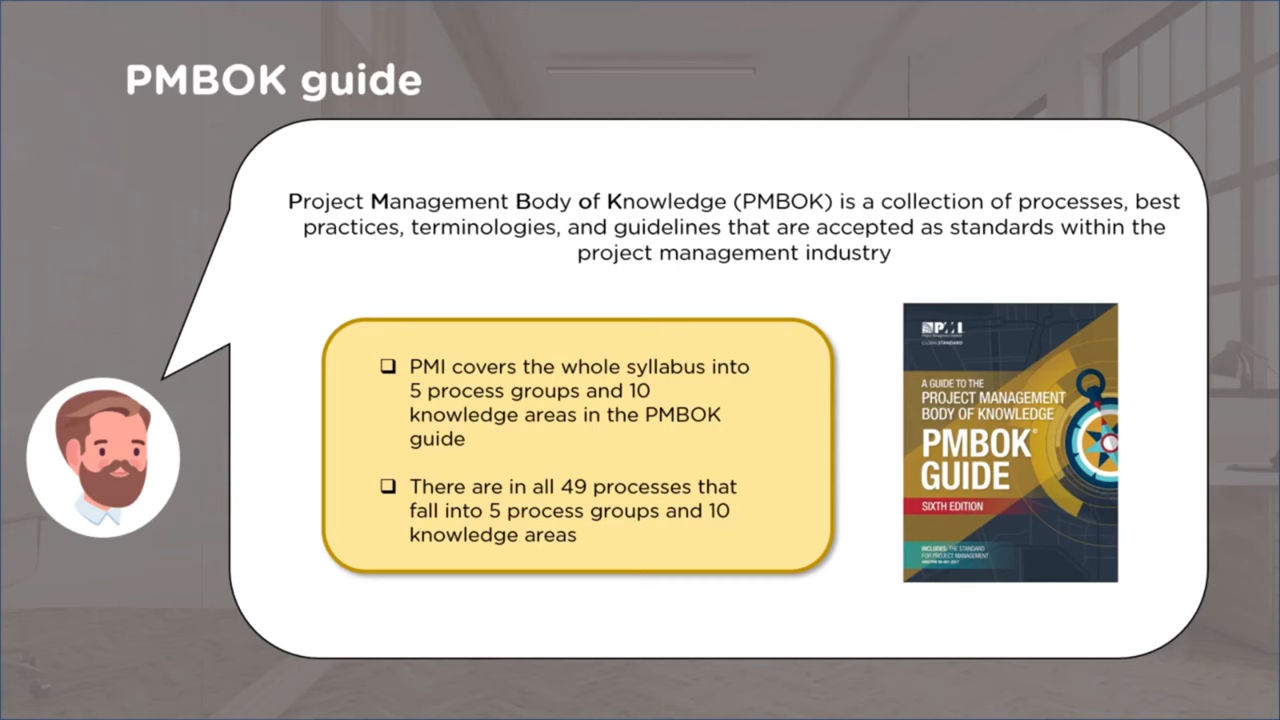 PMBOK guide
Project Management Body of Knowledge (PMBOK) is a collection of processes, best
practices, terminologies, and guidelines that are accepted as standards within the
project management industry
❑ PMI covers the whole syllabus into
5 process groups and 10
knowledge areas in the PMBOK
guide
❑ There are in all 49 processes that
fall into 5 process groups and 10
knowledge areas
PMI
GLOBAL STANDARD
A GUIDE TO THE
PROJECT MANAGEMENT
BODY OF KNOWLEDGE
PMBOK®
GUIDE
SIXTH EDITION
INCLUDES: THE STANDARD
FOR PROJECT MANAGEMENT